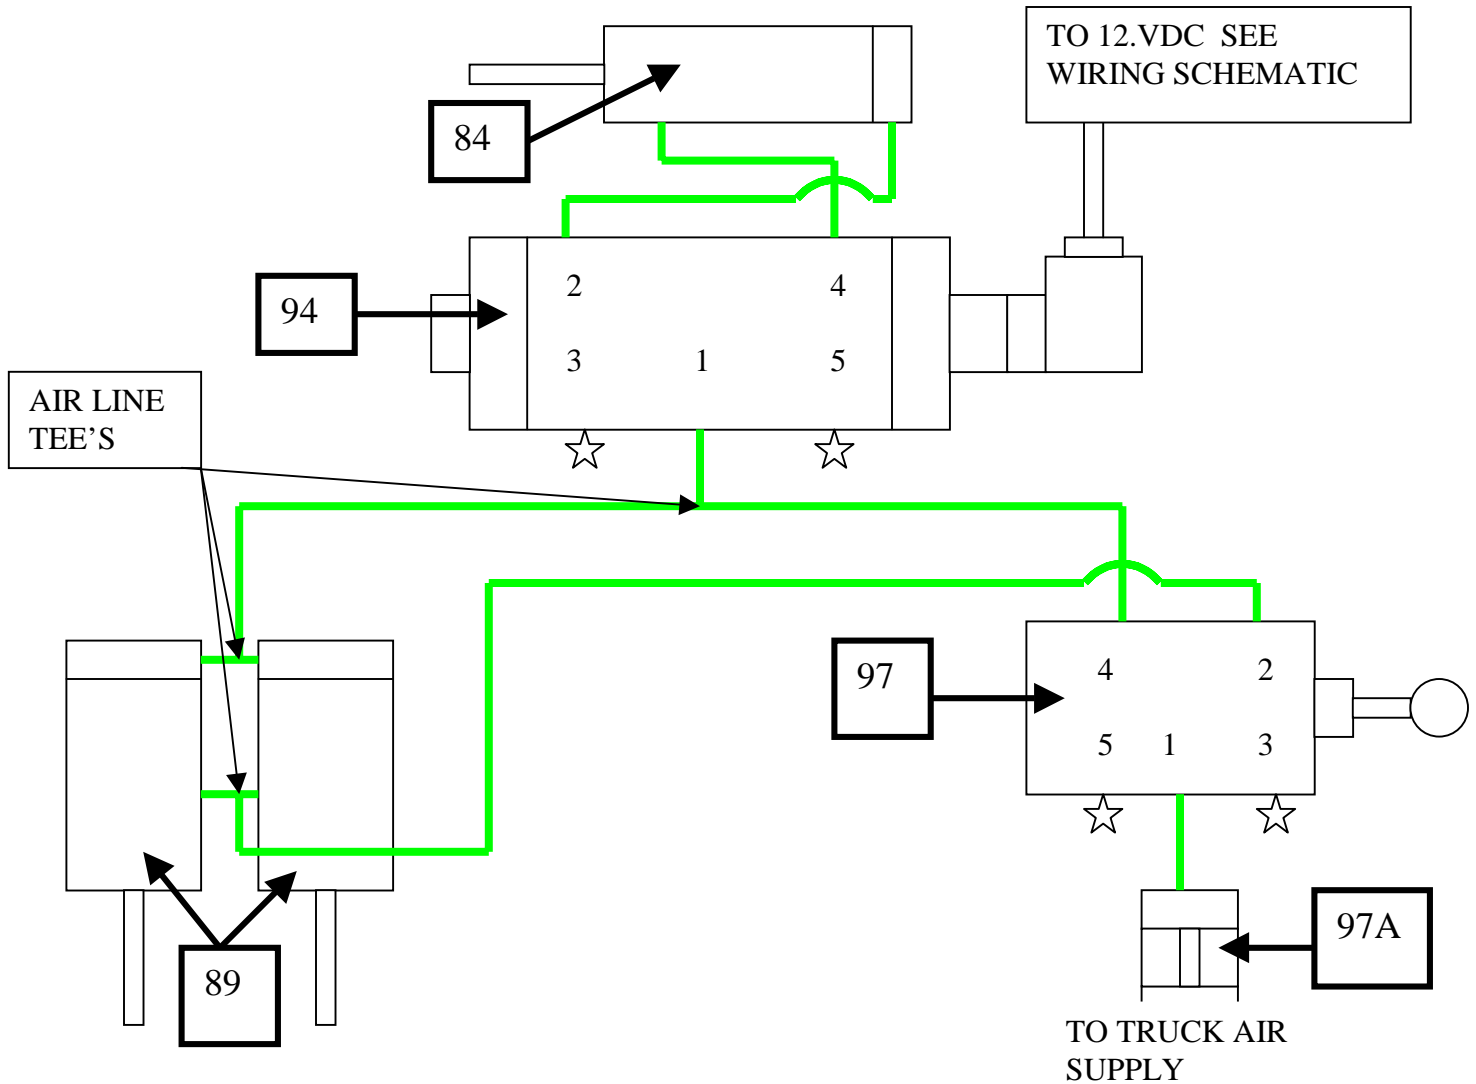 TO 12.VDC SEE
WIRING SCHEMATIC
84
2
4
94
3
1
5
AIR LINE
TEE'S
97
4
2
5
1
3
97A
89
TO TRUCK AIR
SUPPLY